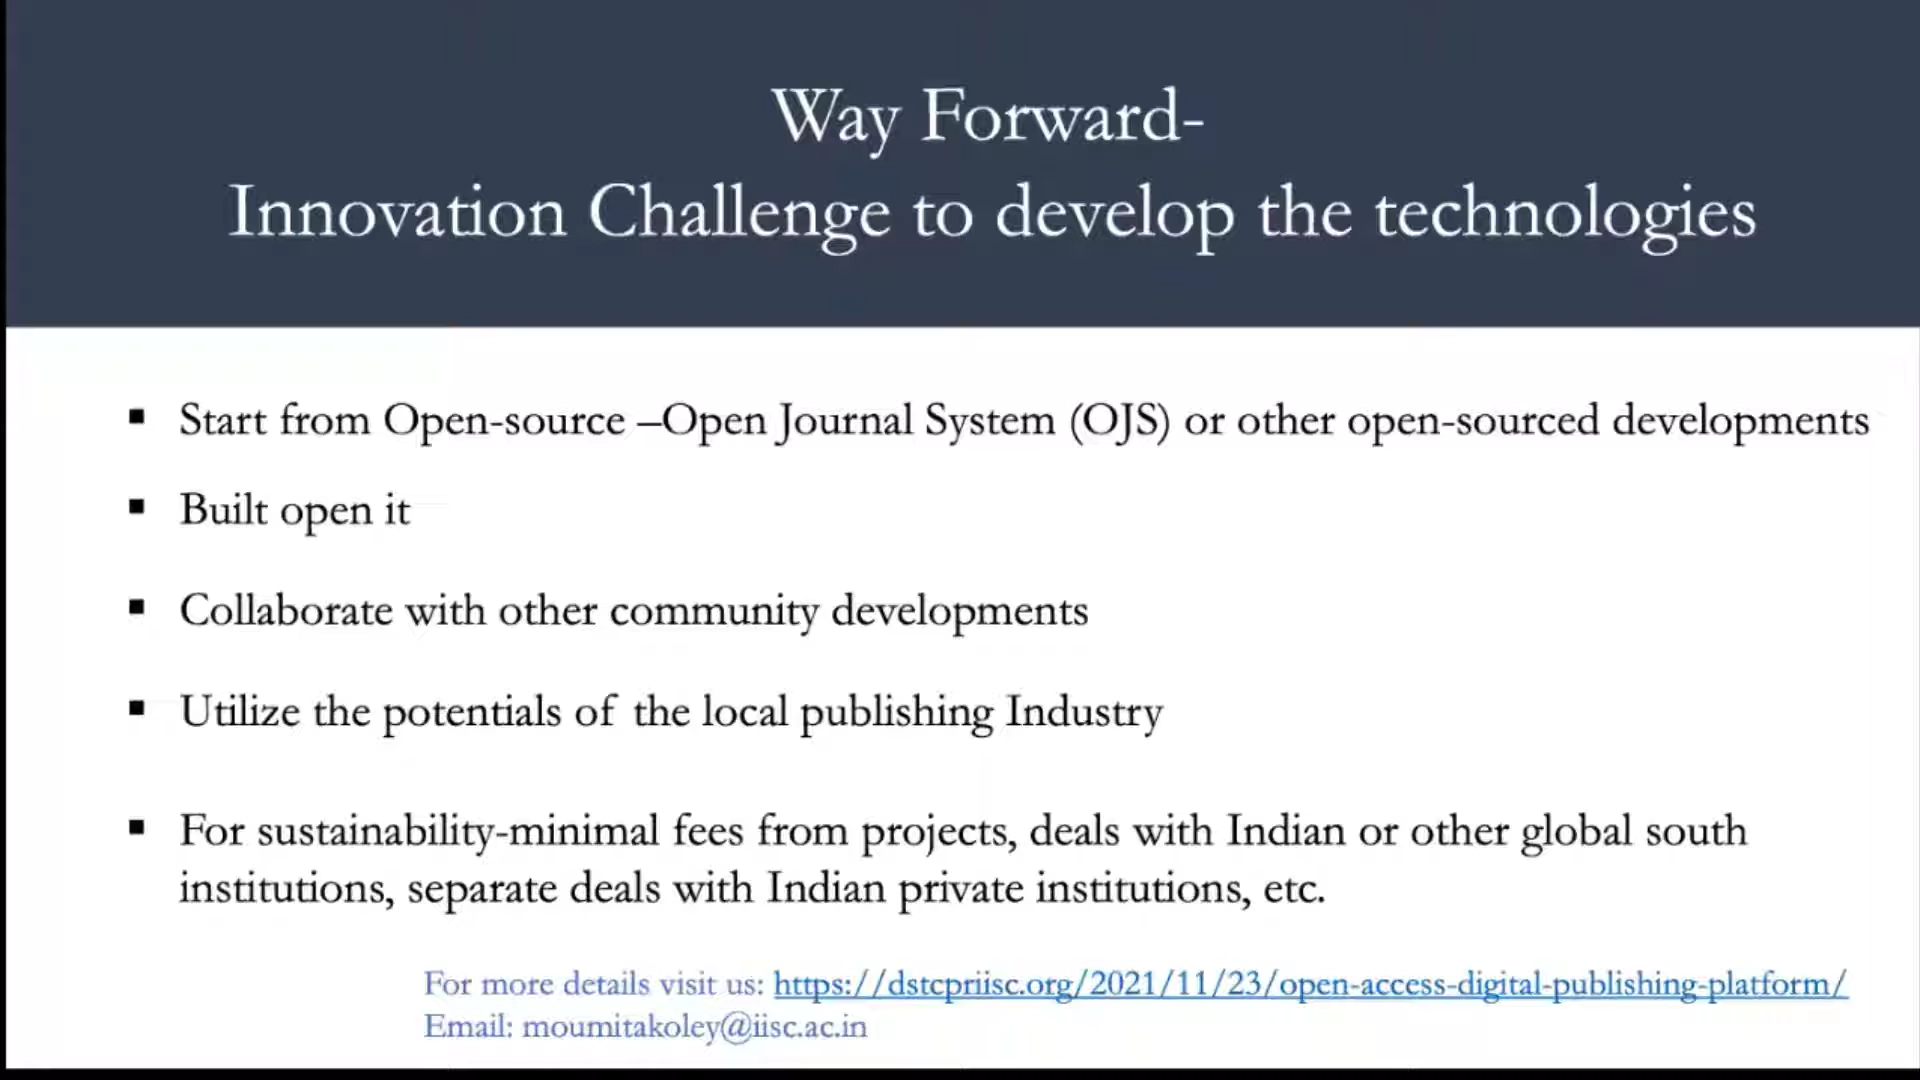 Way Forward-
Innovation Challenge to develop the technologies
▪ Start from Open-source –Open Journal System (OJS) or other open-sourced developments
▪ Built open it
▪ Collaborate with other community developments
▪ Utilize the potentials of the local publishing Industry
▪ For sustainability-minimal fees from projects, deals with Indian or other global south
institutions, separate deals with Indian private institutions, etc.
For more details visit us: https://dstcpriisc.org/2021/11/23/open-access-digital-publishing-platform/
Email: moumitakoley@iisc.ac.in